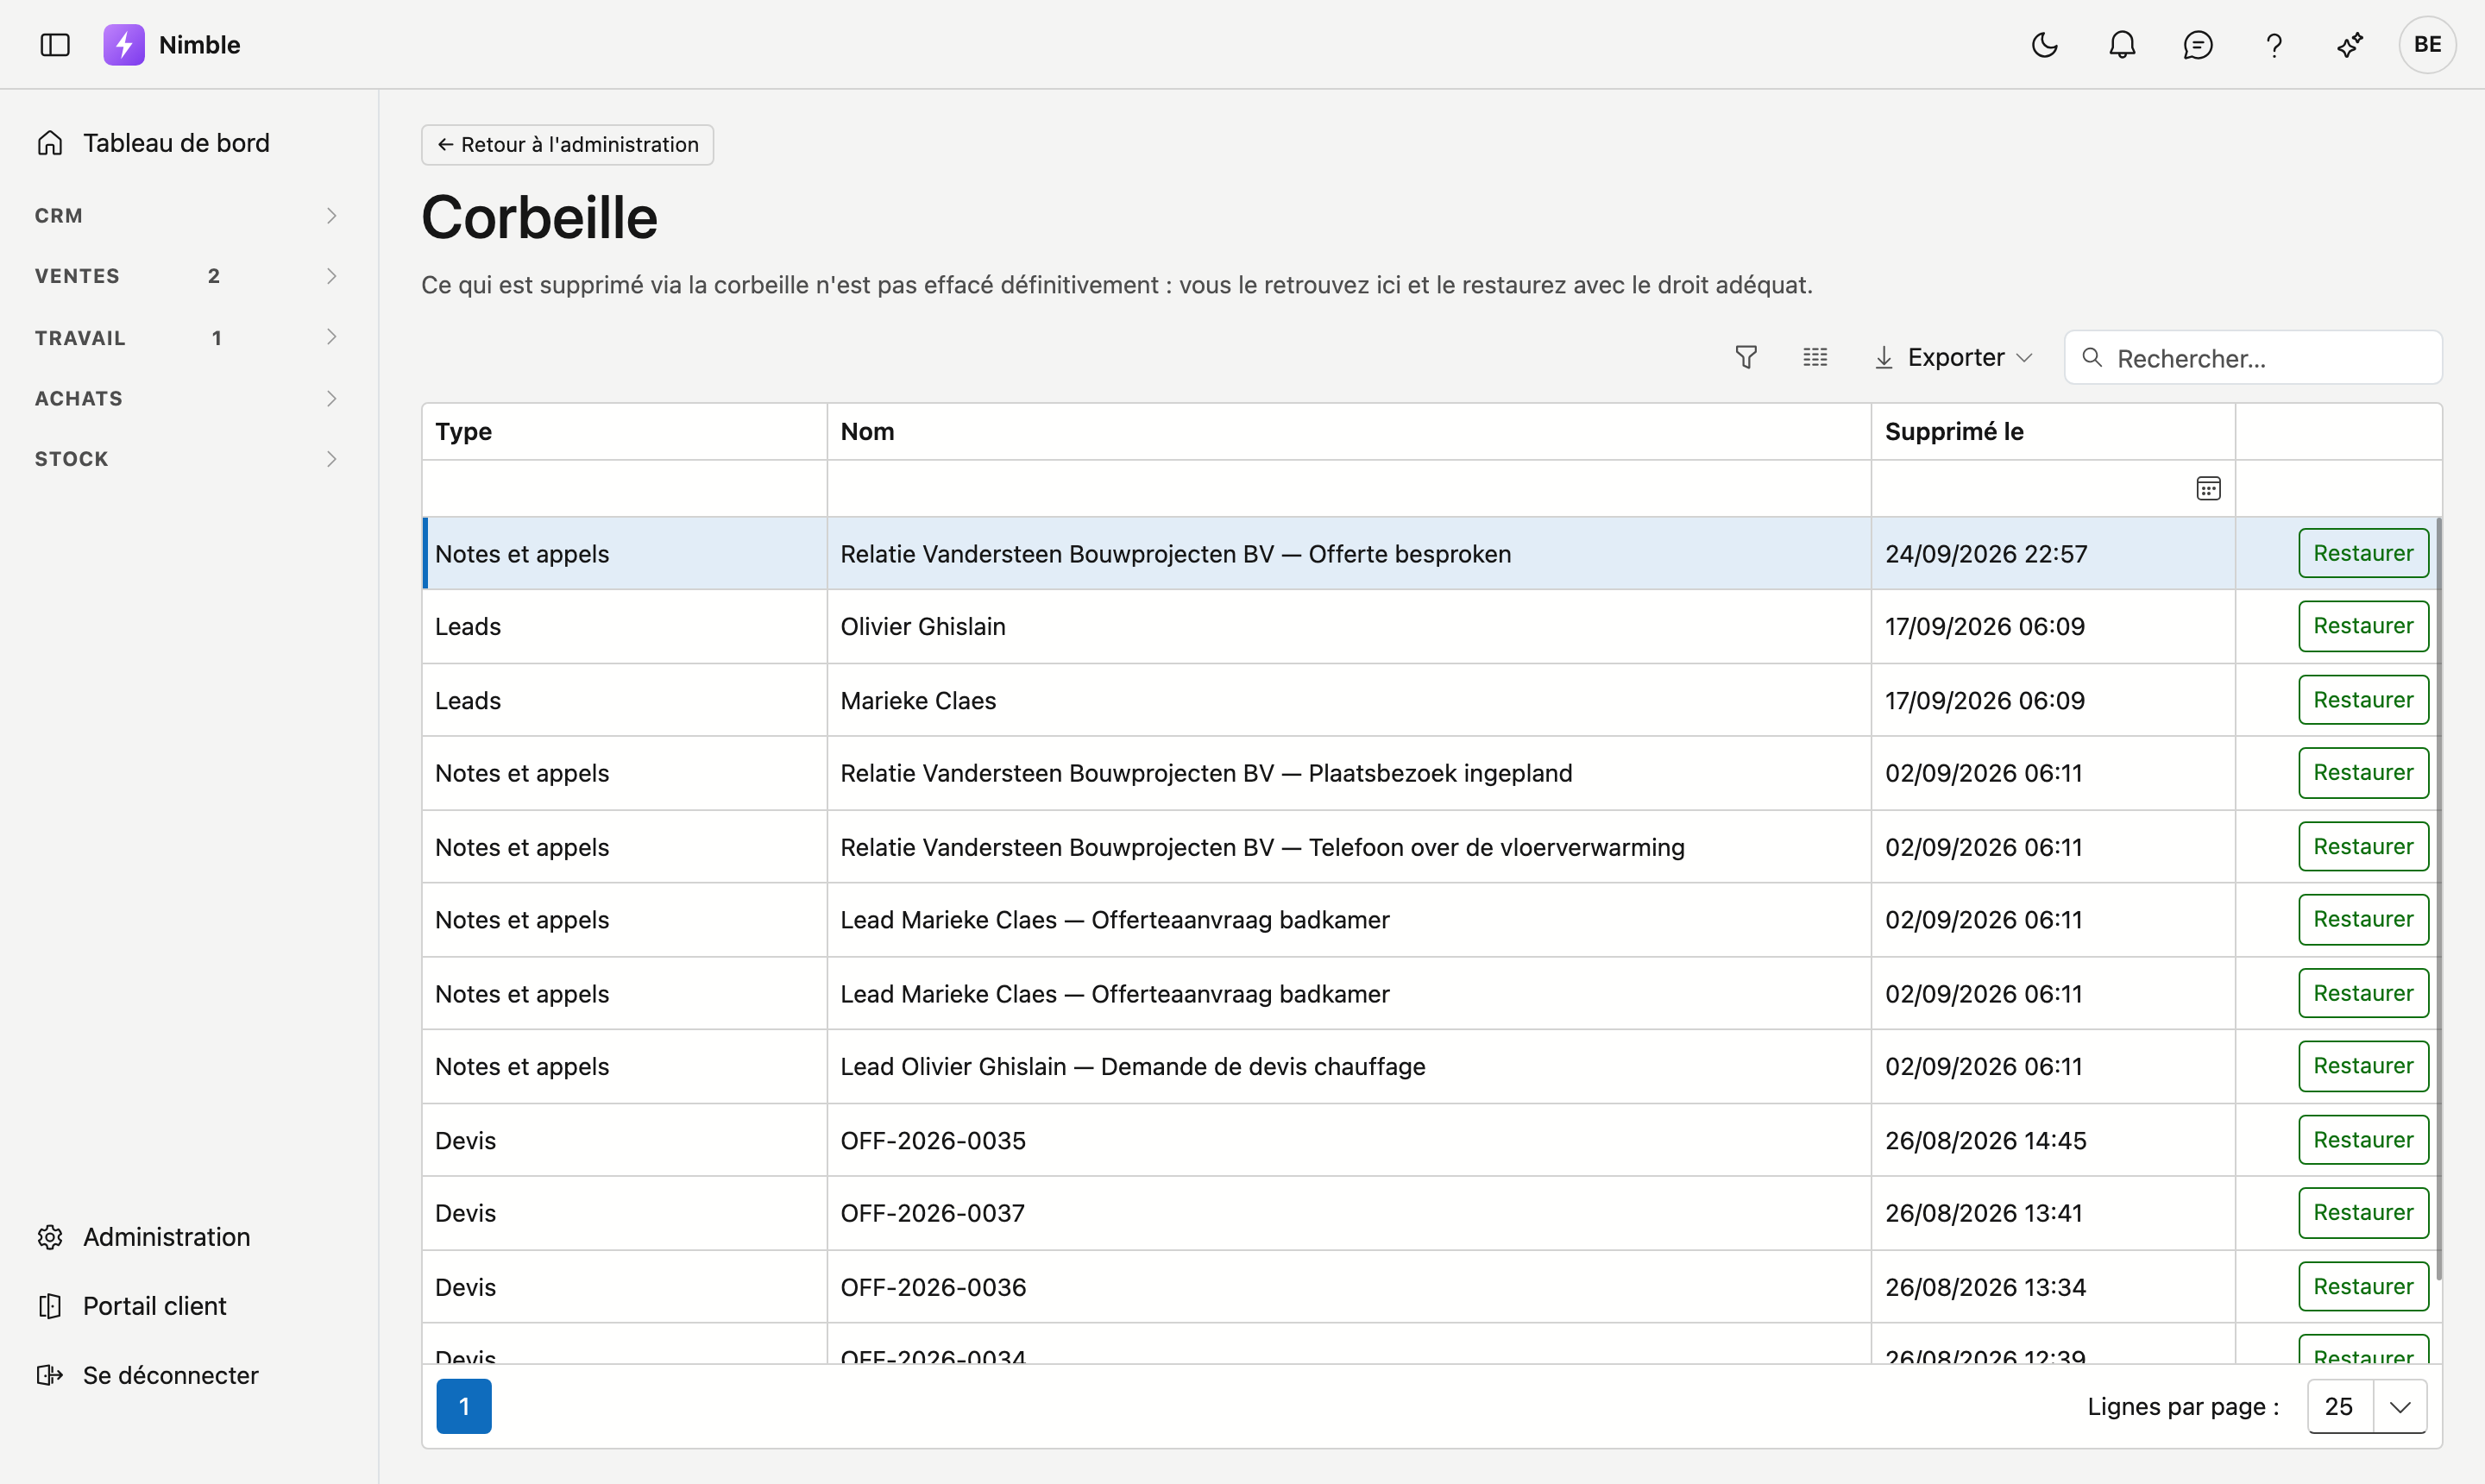 Nimble
BE
Tableau de bord
CRM
VENTES 2
TRAVAIL 1
ACHATS
STOCK
Administration
Portail client
Se déconnecter
← Retour à l'administration
Corbeille
Ce qui est supprimé via la corbeille n'est pas effacé définitivement : vous le retrouvez ici et le restaurez avec le droit adéquat.
Exporter
Rechercher...
Type Nom Supprimé le
Notes et appels Relatie Vandersteen Bouwprojecten BV — Offerte besproken 24/09/2026 22:57 Restaurer
Leads Olivier Ghislain 17/09/2026 06:09 Restaurer
Leads Marieke Claes 17/09/2026 06:09 Restaurer
Notes et appels Relatie Vandersteen Bouwprojecten BV — Plaatsbezoek ingepland 02/09/2026 06:11 Restaurer
Notes et appels Relatie Vandersteen Bouwprojecten BV — Telefoon over de vloerverwarming 02/09/2026 06:11 Restaurer
Notes et appels Lead Marieke Claes — Offerteaanvraag badkamer 02/09/2026 06:11 Restaurer
Notes et appels Lead Marieke Claes — Offerteaanvraag badkamer 02/09/2026 06:11 Restaurer
Notes et appels Lead Olivier Ghislain — Demande de devis chauffage 02/09/2026 06:11 Restaurer
Devis OFF-2026-0035 26/08/2026 14:45 Restaurer
Devis OFF-2026-0037 26/08/2026 13:41 Restaurer
Devis OFF-2026-0036 26/08/2026 13:34 Restaurer
Devis OFF-2026-0034 26/08/2026 12:39 Restaurer
1
Lignes par page : 25